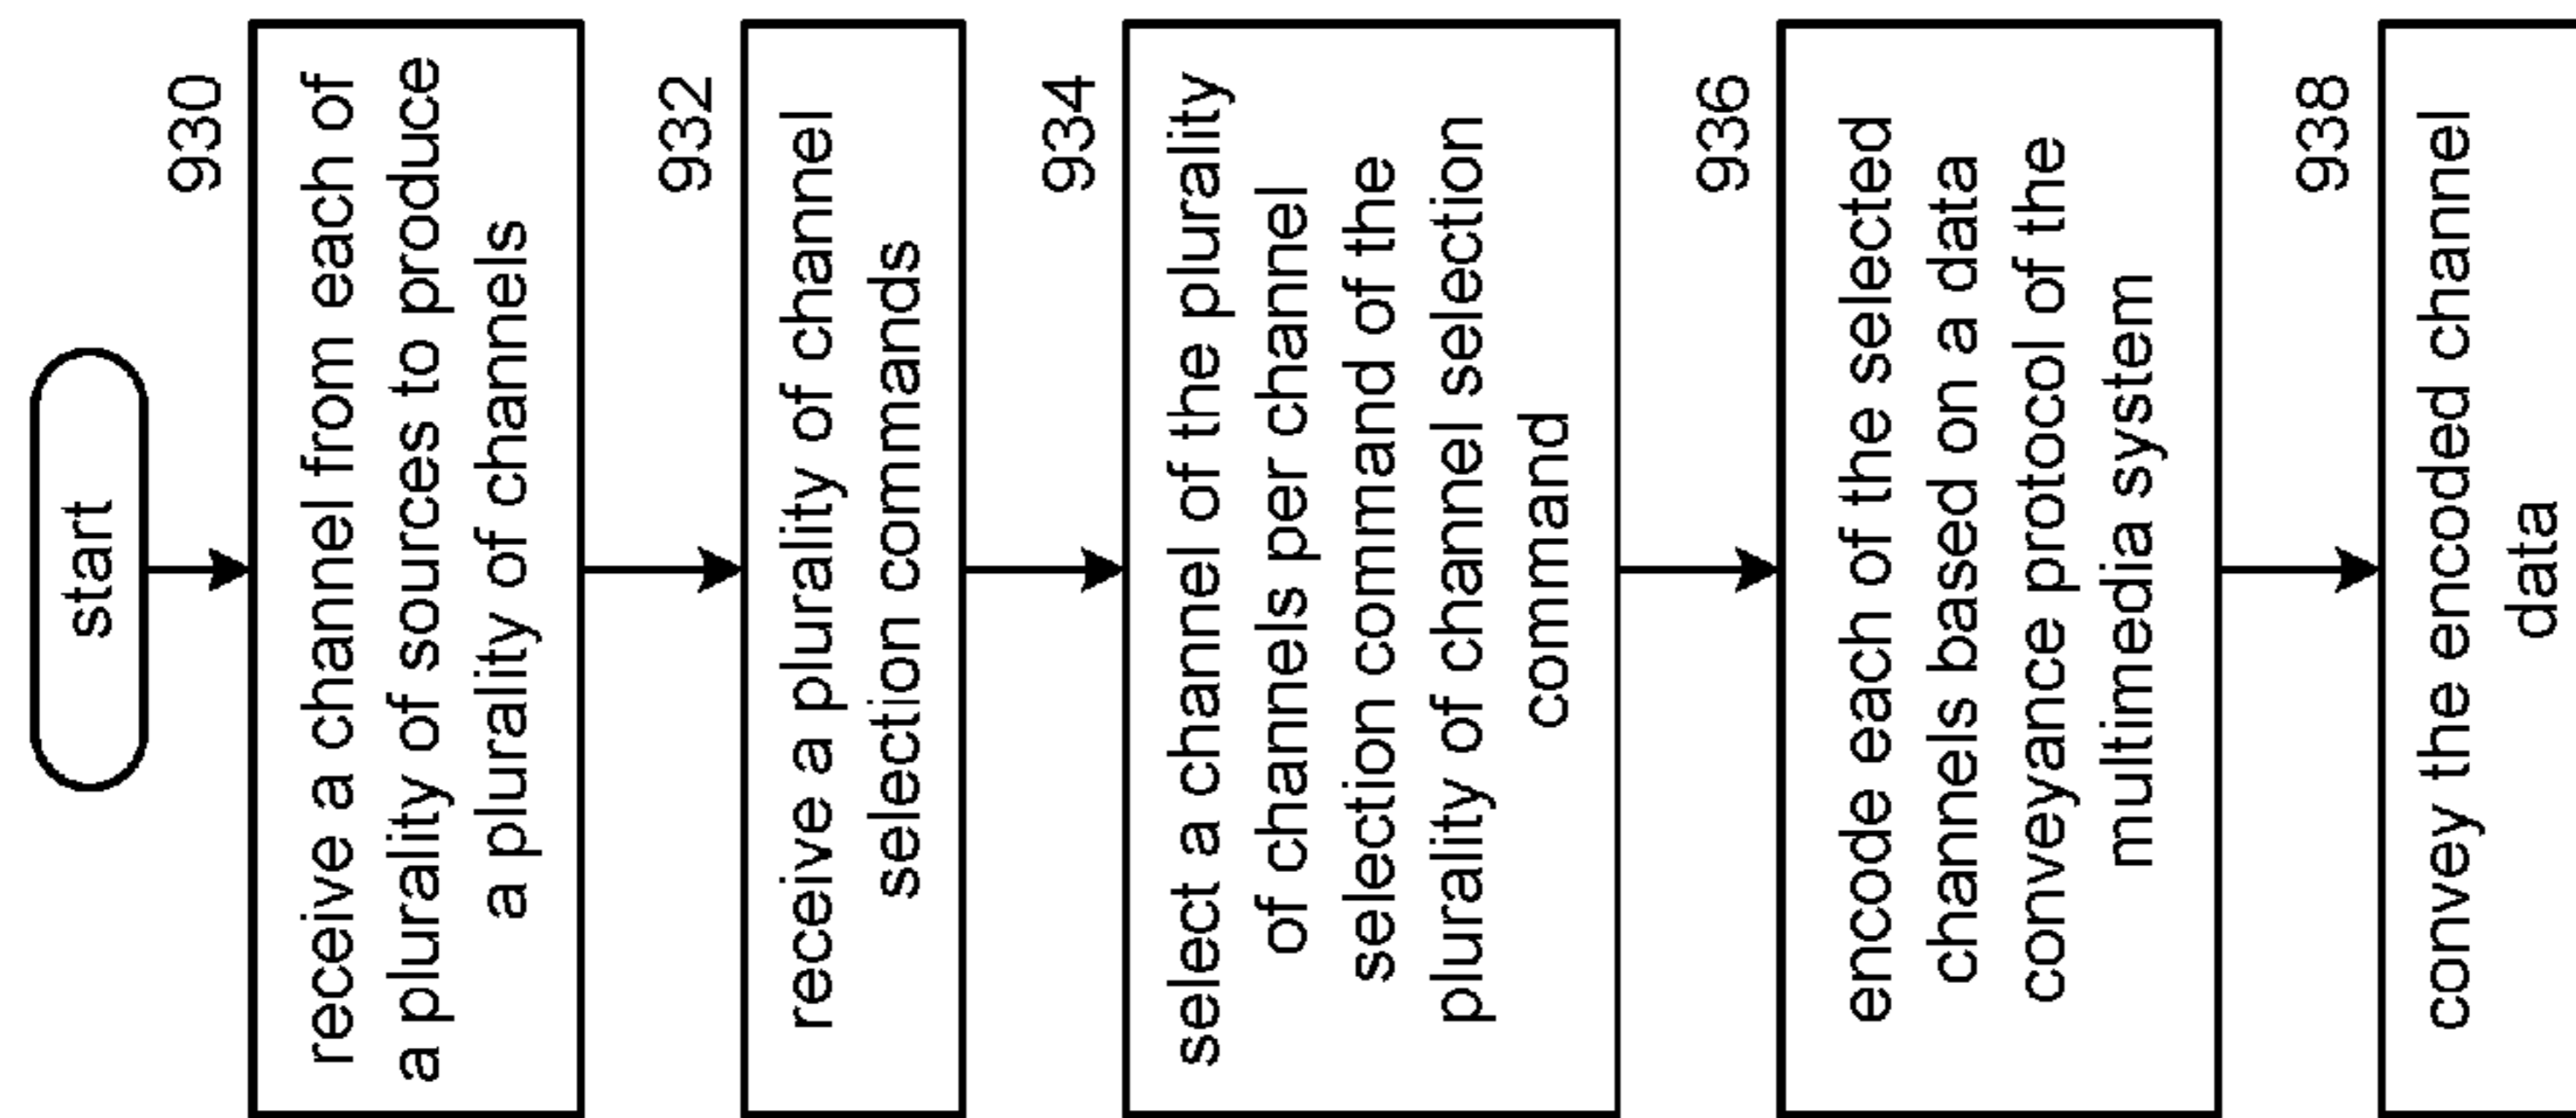 start
930
receive a channel from each of
a plurality of sources to produce
a plurality of channels
932
receive a plurality of channel
selection commands
934
select a channel of the plurality
of channels per channel
selection command of the
plurality of channel selection
command
936
encode each of the selected
channels based on a data
conveyance protocol of the
multimedia system
938
convey the encoded channel
data